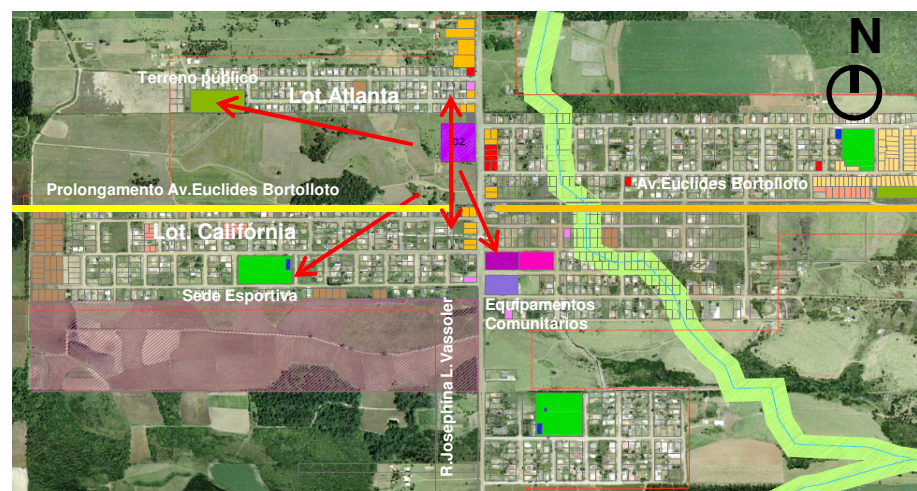 N
Terreno público
Lot.Atlanta
02
Prolongamento Av.Euclides Bortolloto
Av.Euclides Bortolloto
Lot. Califórnia
Sede Esportiva
Equipamentos
Comunitários
R.Josephina L. Vassoler